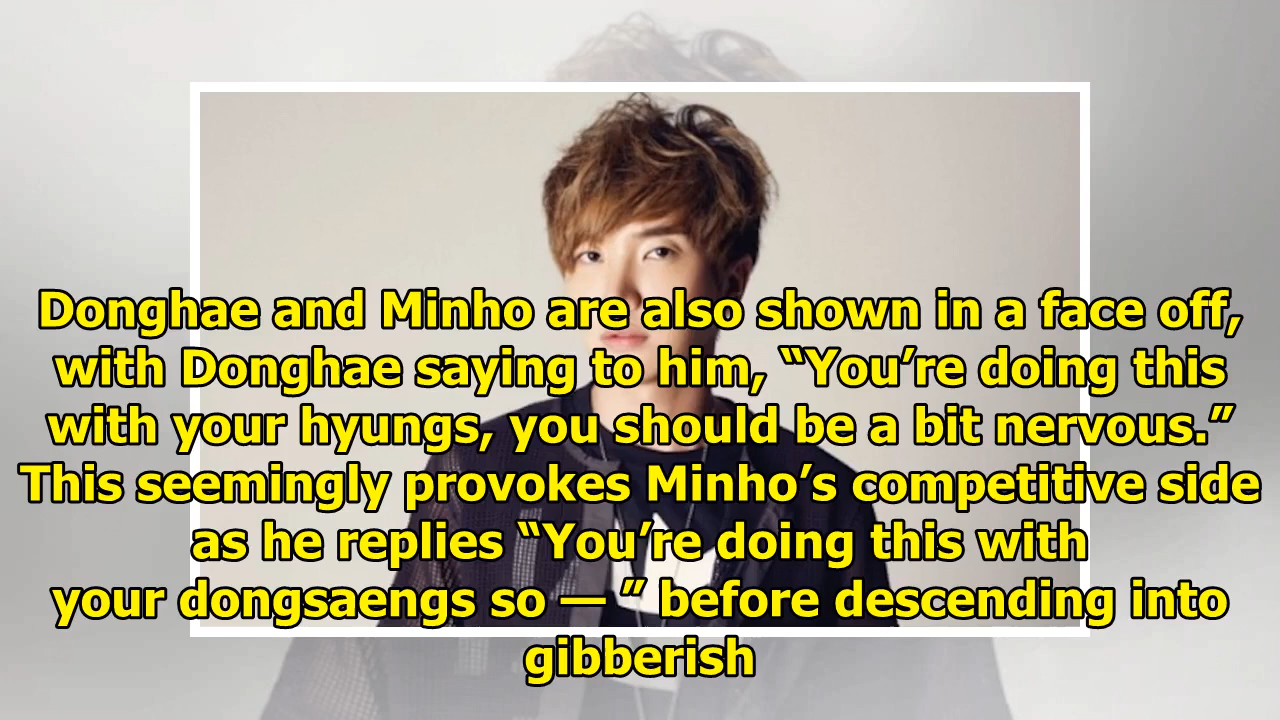 Donghae and Minho are also shown in a face off,
with Donghae saying to him, “You’re doing this
with your hyungs, you should be a bit nervous.”
This seemingly provokes Minho’s competitive side
as he replies “You’re doing this with
your dongsaengs so — ” before descending into
gibberish